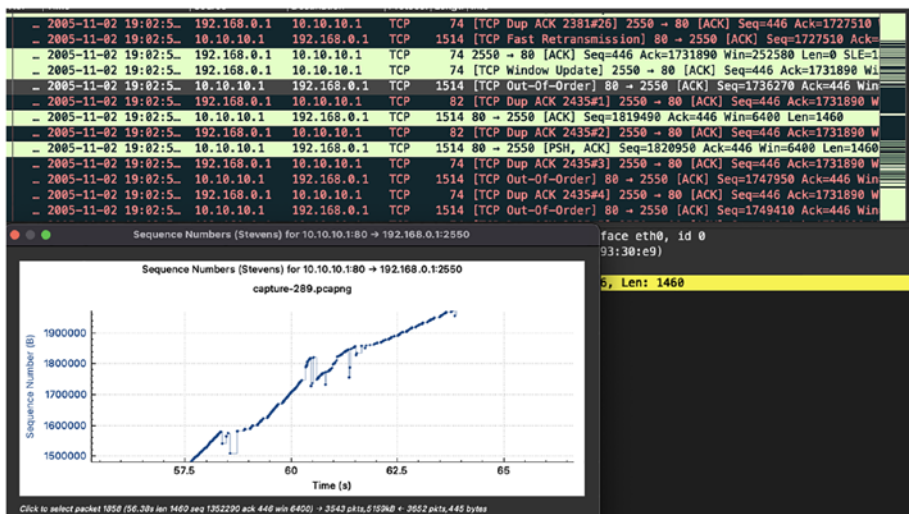 _ 2005-11-02 19:02:5… 192.168.0.1 10.10.10.1 TCP 74 [TCP Dup ACK 2381#26] 2550 → 80 [ACK] Seq=446 Ack=1727510
_ 2005-11-02 19:02:5… 10.10.10.1 192.168.0.1 TCP 1514 [TCP Fast Retransmission] 80 → 2550 [ACK] Seq=1727510 Ack=
_ 2005-11-02 19:02:5… 192.168.0.1 10.10.10.1 TCP 74 2550 → 80 [ACK] Seq=446 Ack=1731890 Win=252580 Len=0 SLE=1
_ 2005-11-02 19:02:5… 192.168.0.1 10.10.10.1 TCP 74 [TCP Window Update] 2550 → 80 [ACK] Seq=446 Ack=1731890 Wi
_ 2005-11-02 19:02:5… 10.10.10.1 192.168.0.1 TCP 1514 [TCP Out-Of-Order] 80 → 2550 [ACK] Seq=1736270 Ack=446 Win
_ 2005-11-02 19:02:5… 192.168.0.1 10.10.10.1 TCP 82 [TCP Dup ACK 2435#1] 2550 → 80 [ACK] Seq=446 Ack=1731890 W
_ 2005-11-02 19:02:5… 10.10.10.1 192.168.0.1 TCP 1514 80 → 2550 [ACK] Seq=1819490 Ack=446 Win=6400 Len=1460
_ 2005-11-02 19:02:5… 192.168.0.1 10.10.10.1 TCP 82 [TCP Dup ACK 2435#2] 2550 → 80 [ACK] Seq=446 Ack=1731890 W
_ 2005-11-02 19:02:5… 10.10.10.1 192.168.0.1 TCP 1514 80 → 2550 [PSH, ACK] Seq=1820950 Ack=446 Win=6400 Len=1460
_ 2005-11-02 19:02:5… 192.168.0.1 10.10.10.1 TCP 74 [TCP Dup ACK 2435#3] 2550 → 80 [ACK] Seq=446 Ack=1731890 W
_ 2005-11-02 19:02:5… 10.10.10.1 192.168.0.1 TCP 1514 [TCP Out-Of-Order] 80 → 2550 [ACK] Seq=1747950 Ack=446 Win
_ 2005-11-02 19:02:5… 192.168.0.1 10.10.10.1 TCP 74 [TCP Dup ACK 2435#4] 2550 → 80 [ACK] Seq=446 Ack=1731890 W
_ 2005-11-02 19:02:5… 10.10.10.1 192.168.0.1 TCP 1514 [TCP Out-Of-Order] 80 → 2550 [ACK] Seq=1749410 Ack=446 Win
Sequence Numbers (Stevens) for 10.10.10.1:80 → 192.168.0.1:2550
face eth0, id 0
93:30:e9)
6, Len: 1460
Sequence Numbers (Stevens) for 10.10.10.1:80 → 192.168.0.1:2550
capture-289.pcapng
Sequence Number (B)
1900000
1800000
1700000
1600000
1500000
57.5 60 62.5 65
Time (s)
Click to select packet 1858 (56.38s len 1460 seq 1352290 ack 446 win 6400) → 3543 pkts,5159kB ← 3652 pkts,445 bytes